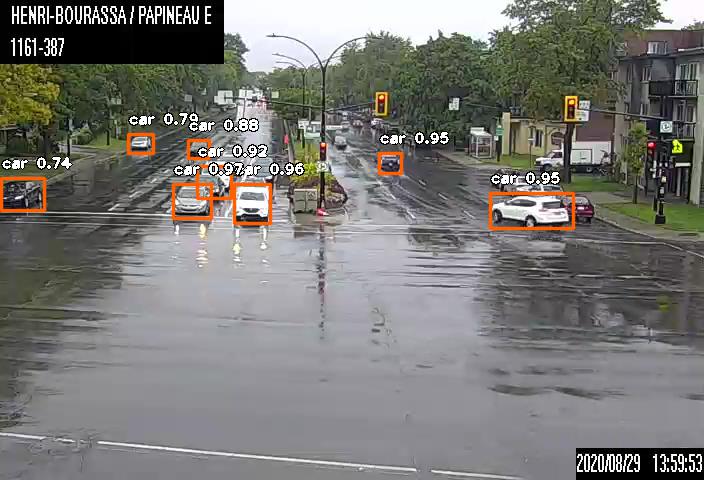 HENRI-BOURASSA / PAPINEAU E
1161-387
car 0.79
car 0.88
car 0.95
car 0.92
car 0.74
car 0.97
car 0.96
car 0.95
2020/08/29 13:59:53